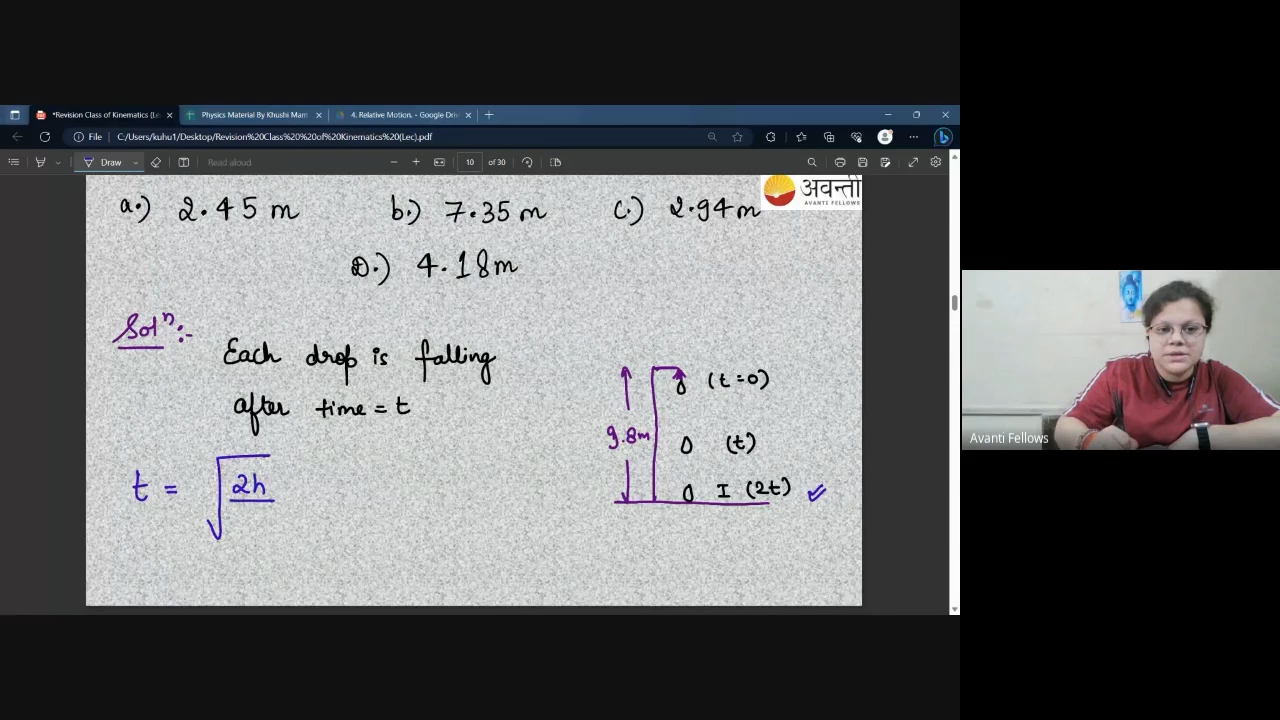 *Revision Class of Kinematics (Le
Physics Material By Khushi Mam
4. Relative Motion. - Google Dri
File
C:/Users/kuhu1/Desktop/Revision%20Class%20%20of%20Kinematics%20(Lec).pdf
Draw
Read aloud
10 of 30
अवन्ती
AVANTI FELLOWS
a.) 2.45 m b.) 7.35 m c.) 2.94 m
D.) 4.18 m
Solⁿ:-
Each drop is falling
after time = t
t = √2h
(t=0)
9.8m
(t)
I (2t)
Avanti Fellows